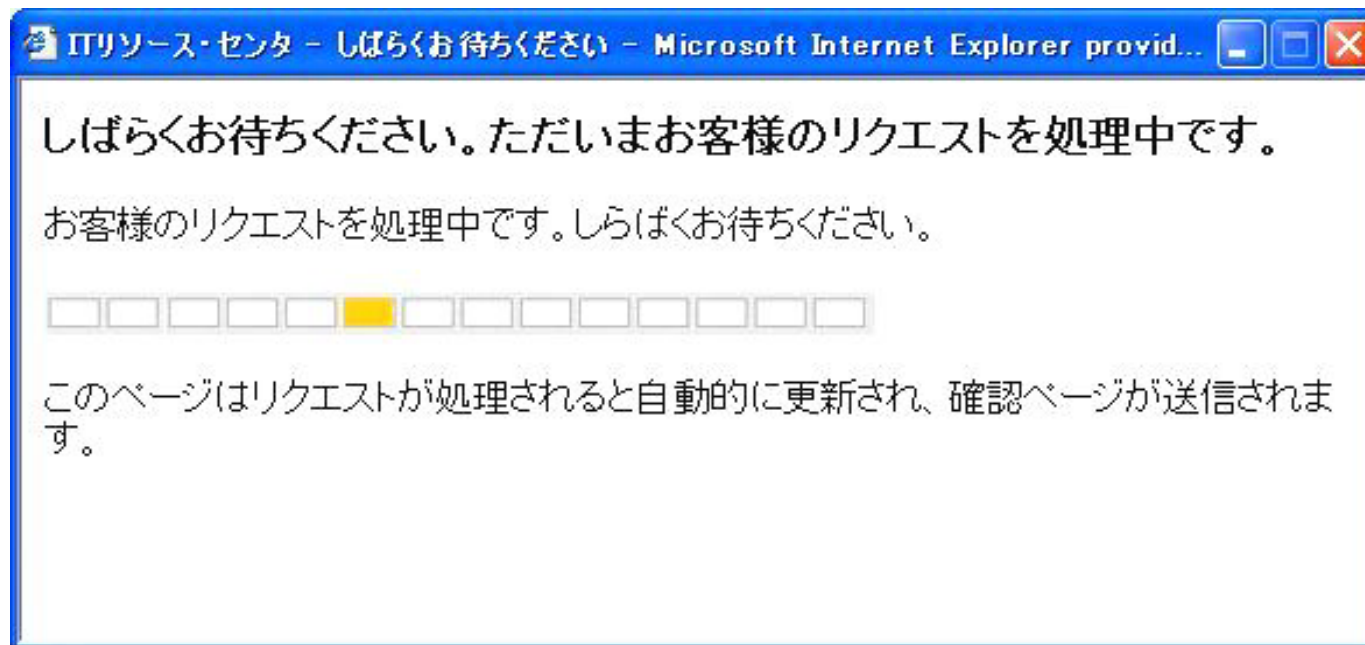 ITリソース・センタ - しばらくお待ちください - Microsoft Internet Explorer provid...
しばらくお待ちください。ただいまお客様のリクエストを処理中です。
お客様のリクエストを処理中です。しらばくお待ちください。
このページはリクエストが処理されると自動的に更新され、確認ページが送信されま
す。